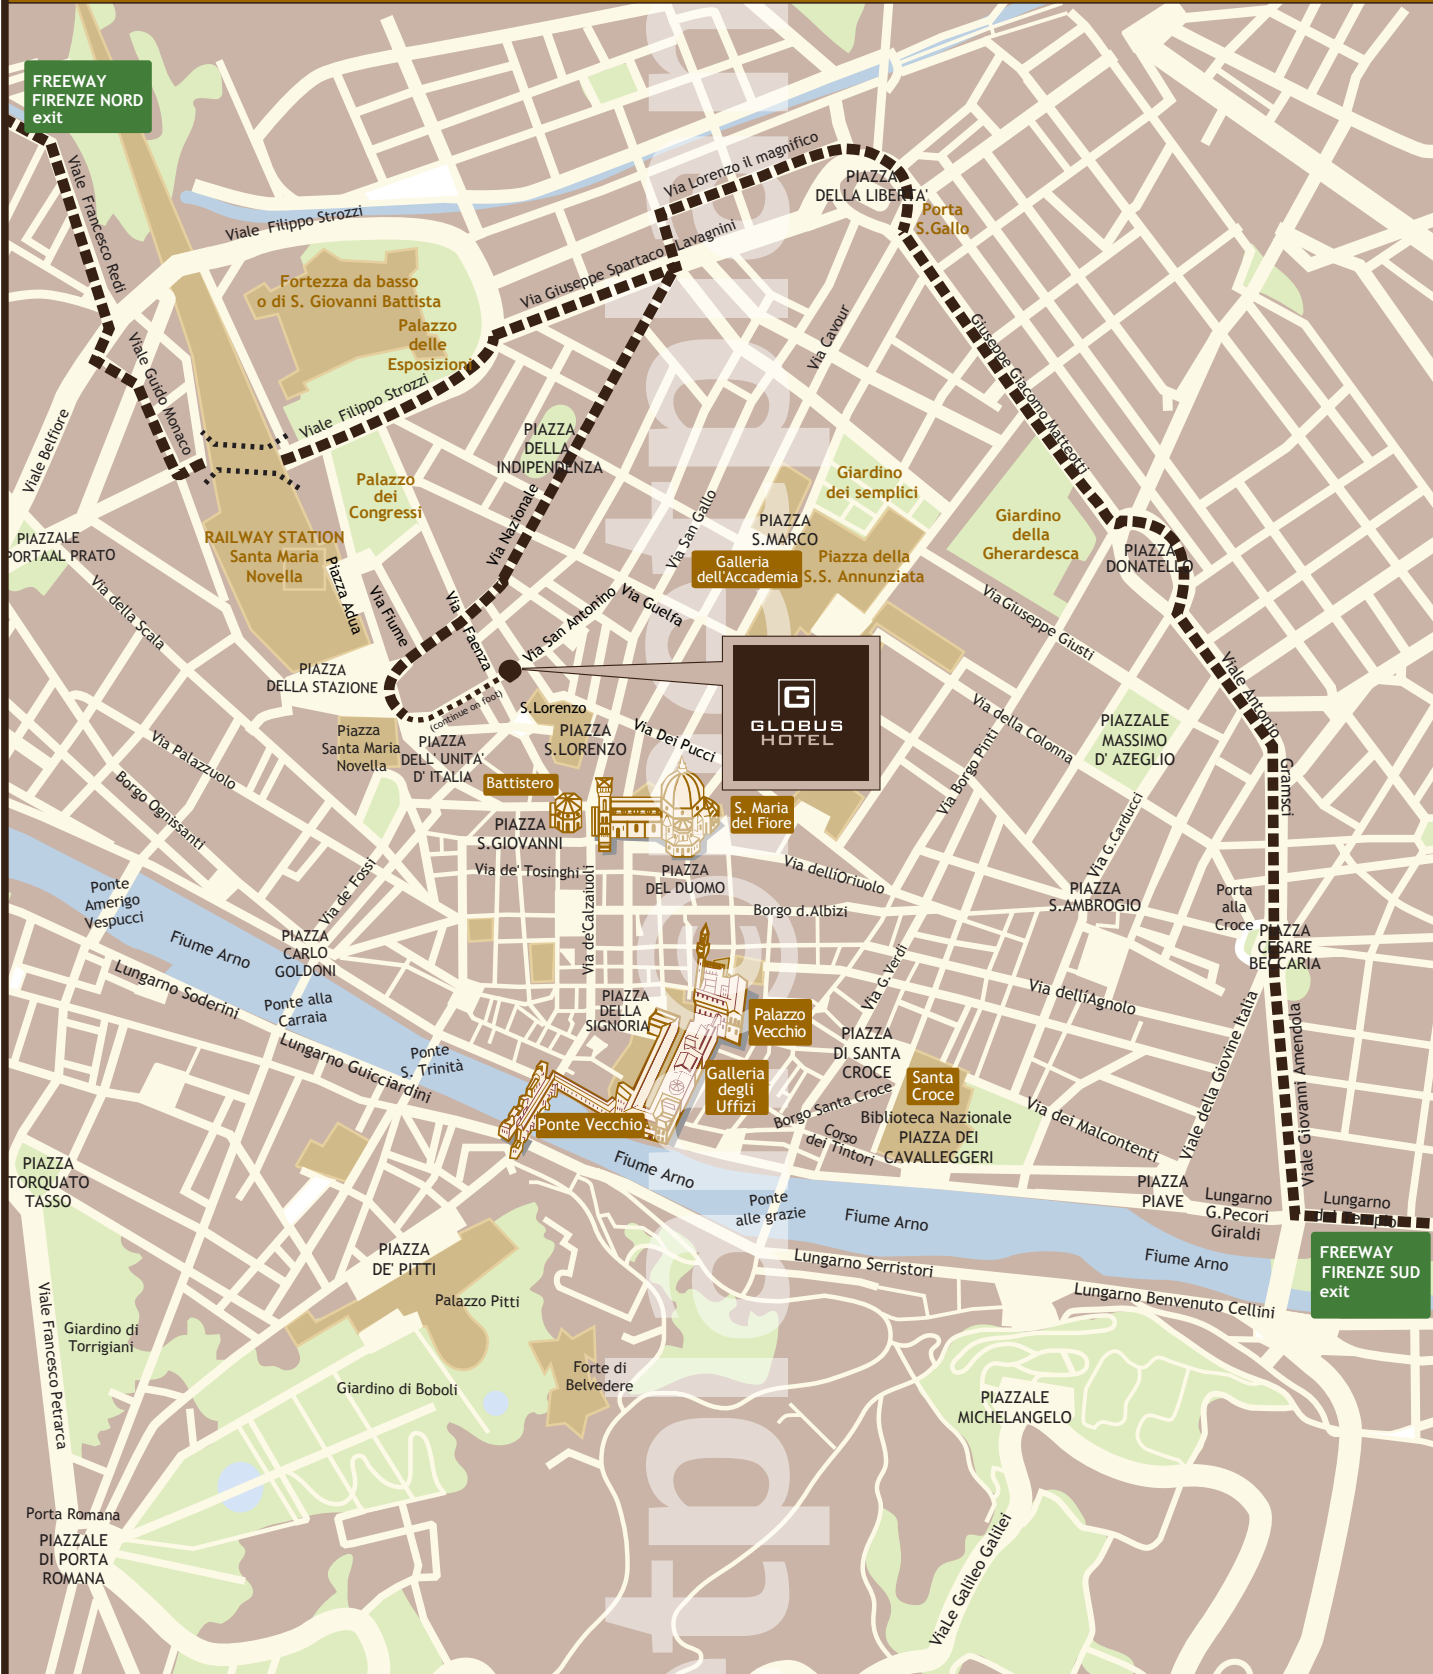 FREEWAY
FIRENZE NORD
exit
Viale Francesco Redi
Viale Filippo Strozzi
Via Lorenzo il magnifico
PIAZZA
DELLA LIBERTA'
Porta
S.Gallo
Via Giuseppe Spartaco Lavagnini
Fortezza da basso
o di S. Giovanni Battista
Palazzo
delle
Esposizioni
Viale Guido Monaco
Viale Filippo Strozzi
Via Cavour
Giuseppe Giacomo Matteotti
Viale Belfiore
PIAZZA
DELLA
INDIPENDENZA
Palazzo
dei
Congressi
Giardino
dei semplici
Giardino
della
Gherardesca
PIAZZALE
PORTAAL PRATO
RAILWAY STATION
Santa Maria
Novella
Via Nazionale
Via San Gallo
PIAZZA
S.MARCO
Galleria
dell'Accademia
Piazza della
S.S. Annunziata
PIAZZA
DONATELLO
Via della Scala
Piazza Adua
Via Fiume
Via Faenza
Via San Antonino
Via Guelfa
Via Giuseppe Giusti
PIAZZA
DELLA STAZIONE
(continue on foot)
S.Lorenzo
PIAZZA
S.LORENZO
Via Dei Pucci
G
GLOBUS
HOTEL
Viale Antonio
Gramsci
Via della Colonna
PIAZZALE
MASSIMO
D' AZEGLIO
Via Palazzuolo
Piazza
Santa Maria
Novella
PIAZZA
DELL' UNITA'
D' ITALIA
Battistero
Via Borgo Pinti
Borgo Ognissanti
PIAZZA
S.GIOVANNI
S. Maria
del Fiore
Via G.Carducci
Via de' Tosinghi
PIAZZA
DEL DUOMO
Via dellíOriuolo
Via de' Fossi
Via de'Calzaiuoli
Borgo d.Albizi
PIAZZA
S.AMBROGIO
Porta
alla
Croce
PIAZZA
CESARE
BECCARIA
Ponte
Amerigo
Vespucci
Fiume Arno
PIAZZA
CARLO
GOLDONI
Lungarno Soderini
Ponte alla
Carraia
Via G.Verdi
Via dellíAgnolo
PIAZZA
DELLA
SIGNORIA
Palazzo
Vecchio
PIAZZA
DI SANTA
CROCE
Lungarno Guicciardini
Ponte
S. Trinità
Galleria
degli
Uffizi
Santa
Croce
Borgo Santa Croce
Viale della Giovine Italia
Viale Giovanni Amendola
Ponte Vecchio
Biblioteca Nazionale
PIAZZA DEI
CAVALLEGGERI
Corso
dei Tintori
Via dei Malcontenti
PIAZZA
TORQUATO
TASSO
Fiume Arno
Ponte
alle grazie
Fiume Arno
PIAZZA
PIAVE
Lungarno
G.Pecori
Giraldi
Lungarno
del Tempio
PIAZZA
DE' PITTI
Lungarno Serristori
Fiume Arno
FREEWAY
FIRENZE SUD
exit
Palazzo Pitti
Lungarno Benvenuto Cellini
Viale Francesco Petrarca
Giardino di
Torrigiani
Giardino di Boboli
Forte di
Belvedere
PIAZZALE
MICHELANGELO
Porta Romana
PIAZZALE
DI PORTA
ROMANA
ViaLe Galileo Galilei